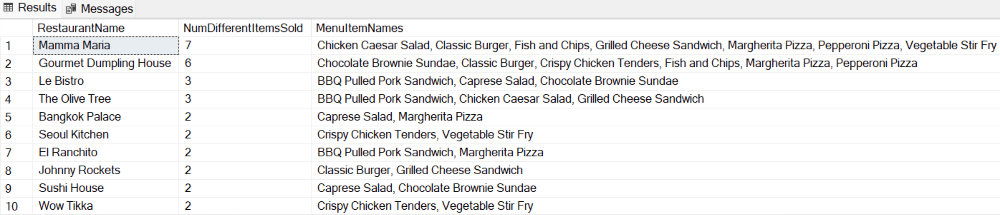 Results Messages
RestaurantName NumDifferentItemsSold MenuItemNames
1 Mamma Maria 7 Chicken Caesar Salad, Classic Burger, Fish and Chips, Grilled Cheese Sandwich, Margherita Pizza, Pepperoni Pizza, Vegetable Stir Fry
2 Gourmet Dumpling House 6 Chocolate Brownie Sundae, Classic Burger, Crispy Chicken Tenders, Fish and Chips, Margherita Pizza, Pepperoni Pizza
3 Le Bistro 3 BBQ Pulled Pork Sandwich, Caprese Salad, Chocolate Brownie Sundae
4 The Olive Tree 3 BBQ Pulled Pork Sandwich, Chicken Caesar Salad, Grilled Cheese Sandwich
5 Bangkok Palace 2 Caprese Salad, Margherita Pizza
6 Seoul Kitchen 2 Crispy Chicken Tenders, Vegetable Stir Fry
7 El Ranchito 2 BBQ Pulled Pork Sandwich, Margherita Pizza
8 Johnny Rockets 2 Classic Burger, Grilled Cheese Sandwich
9 Sushi House 2 Caprese Salad, Chocolate Brownie Sundae
10 Wow Tikka 2 Crispy Chicken Tenders, Vegetable Stir Fry